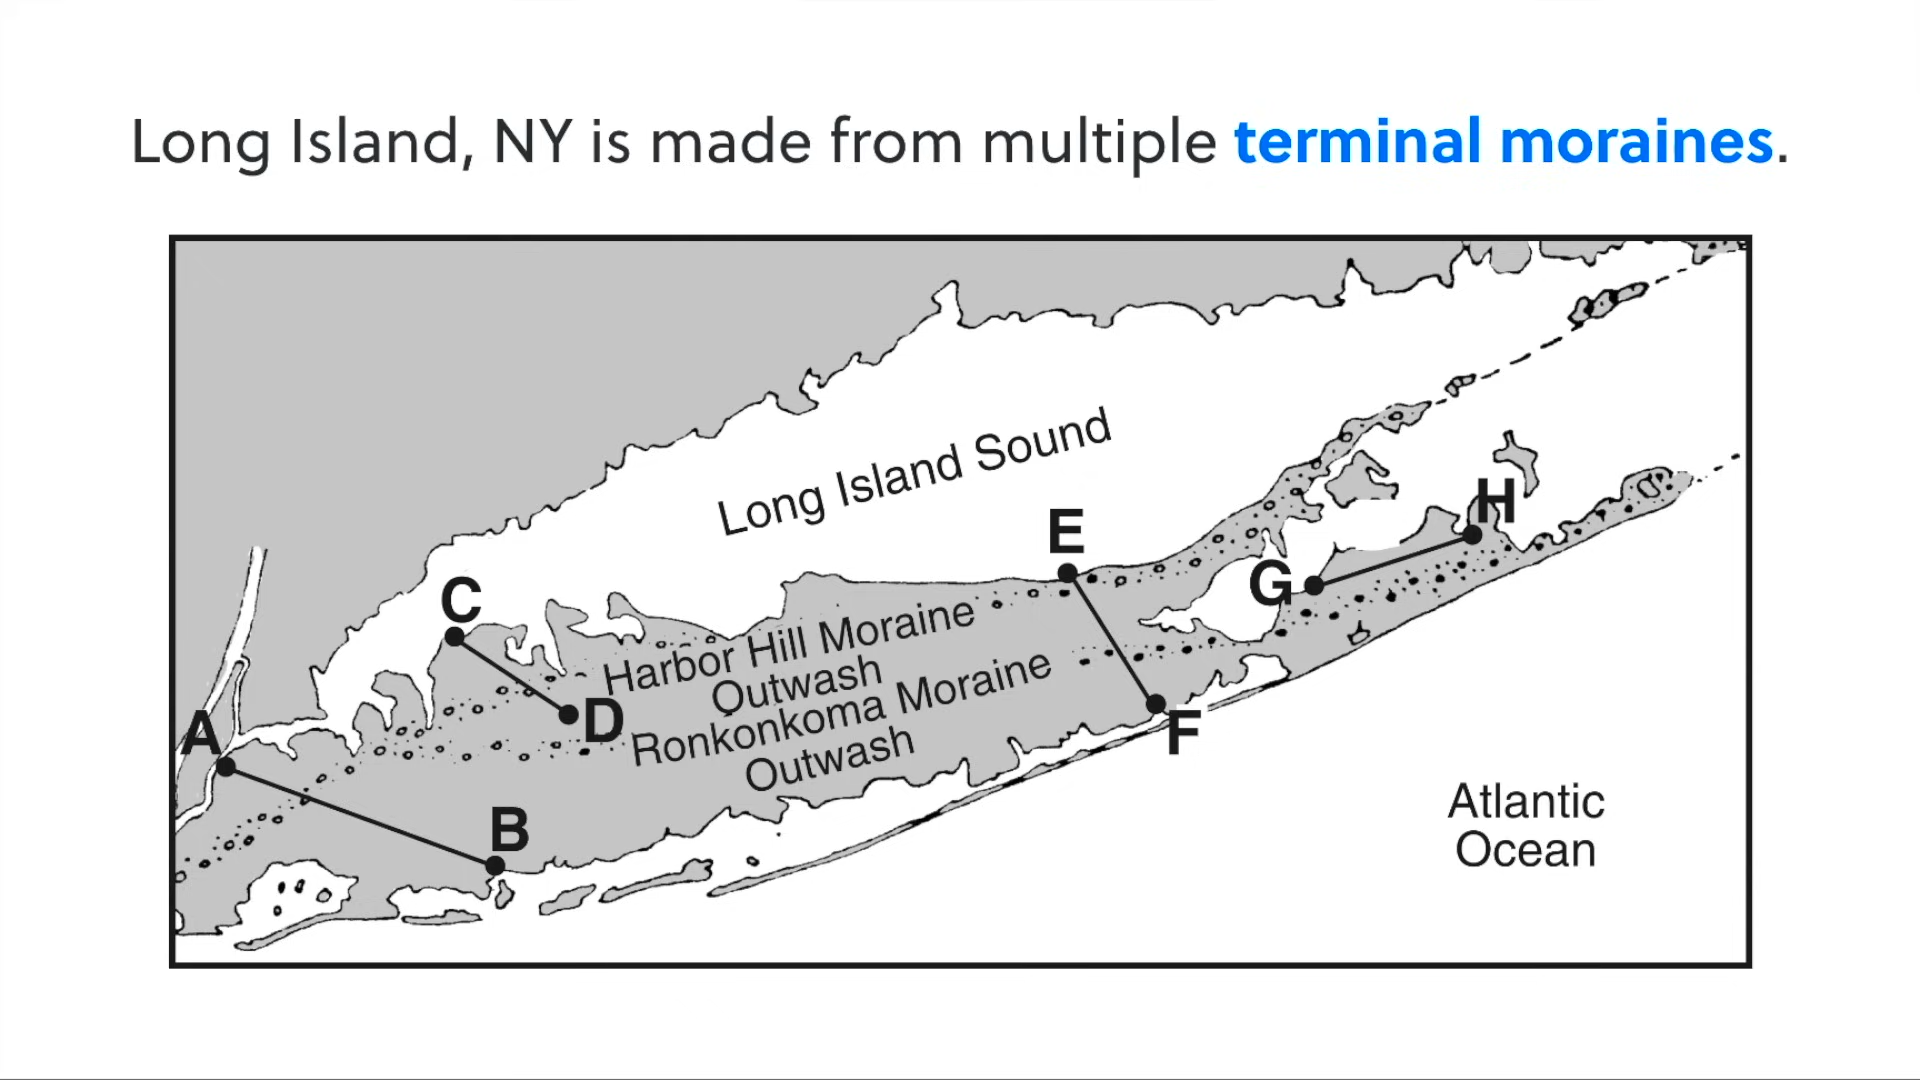 Long Island, NY is made from multiple terminal moraines.
Long Island Sound
E
H
G
C
Harbor Hill Moraine
Outwash
Ronkonkoma Moraine
Outwash
D
A
F
B
Atlantic
Ocean